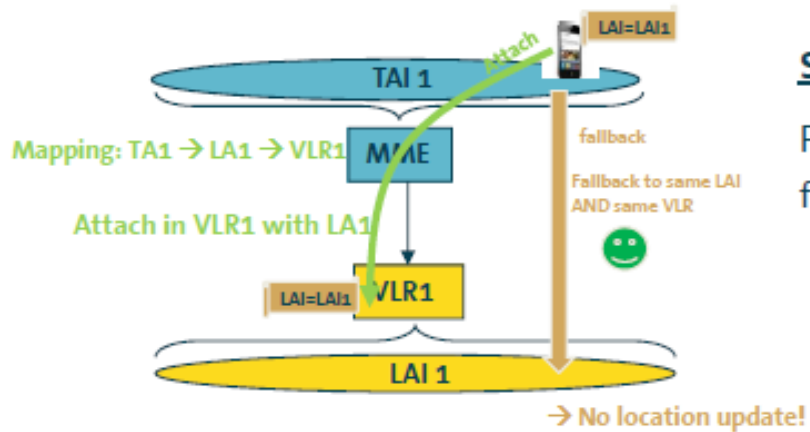 LAI=LAI1
Attach
TAI 1
fallback
Mapping: TA1 → LA1 → VLR1
MME
Fallback to same LAI
AND same VLR
Attach in VLR1 with LA1
LAI=LAI1
VLR1
LAI 1
→ No location update!